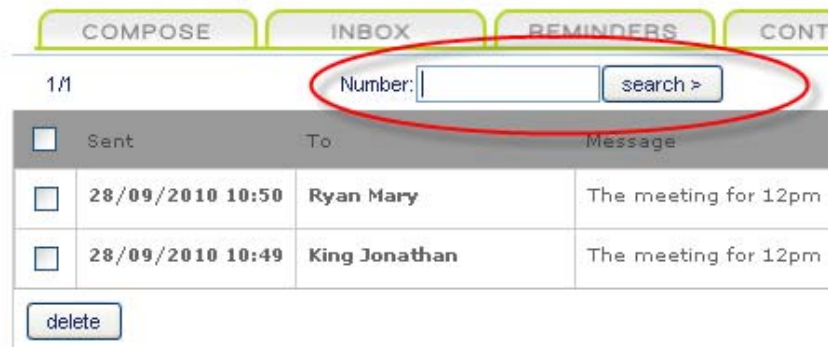 COMPOSE INBOX REMINDERS CONT
1/1 Number: search >
Sent To Message
28/09/2010 10:50 Ryan Mary The meeting for 12pm
28/09/2010 10:49 King Jonathan The meeting for 12pm
delete